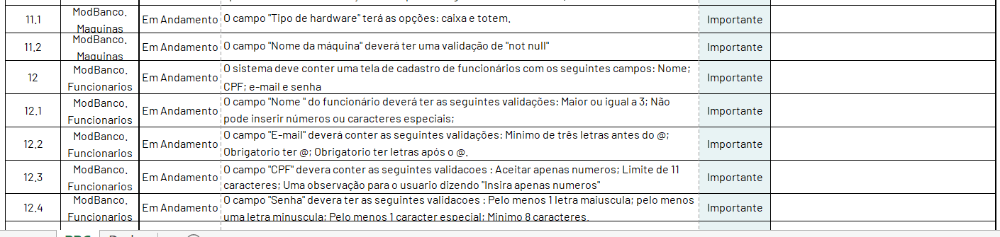 11.1
ModBanco.
Maquinas
Em Andamento
O campo "Tipo de hardware" terá as opções: caixa e totem.
Importante
11.2
ModBanco.
Maquinas
Em Andamento
O campo "Nome da máquina" deverá ter uma validação de "not null"
Importante
12
ModBanco.
Funcionarios
Em Andamento
O sistema deve conter uma tela de cadastro de funcionários com os seguintes campos: Nome;
CPF; e-mail e senha
Importante
12.1
ModBanco.
Funcionarios
Em Andamento
O campo "Nome " do funcionário deverá ter as seguintes validações: Maior ou igual a 3; Não
pode inserir números ou caracteres especiais;
Importante
12.2
ModBanco.
Funcionarios
Em Andamento
O campo "E-mail" deverá conter as seguintes validações: Minimo de três letras antes do @;
Obrigatorio ter @; Obrigatorio ter letras após o @.
Importante
12.3
ModBanco.
Funcionarios
Em Andamento
O campo "CPF" devera conter as seguintes validacoes : Aceitar apenas numeros; Limite de 11
caracteres; Uma observação para o usuario dizendo "Insira apenas numeros"
Importante
12.4
ModBanco.
Funcionarios
Em Andamento
O campo "Senha" devera ter as seguintes validacoes : Pelo menos 1 letra maiuscula; pelo menos
uma letra minuscula; Pelo menos 1 caracter especial; Minimo 8 caracteres.
Importante